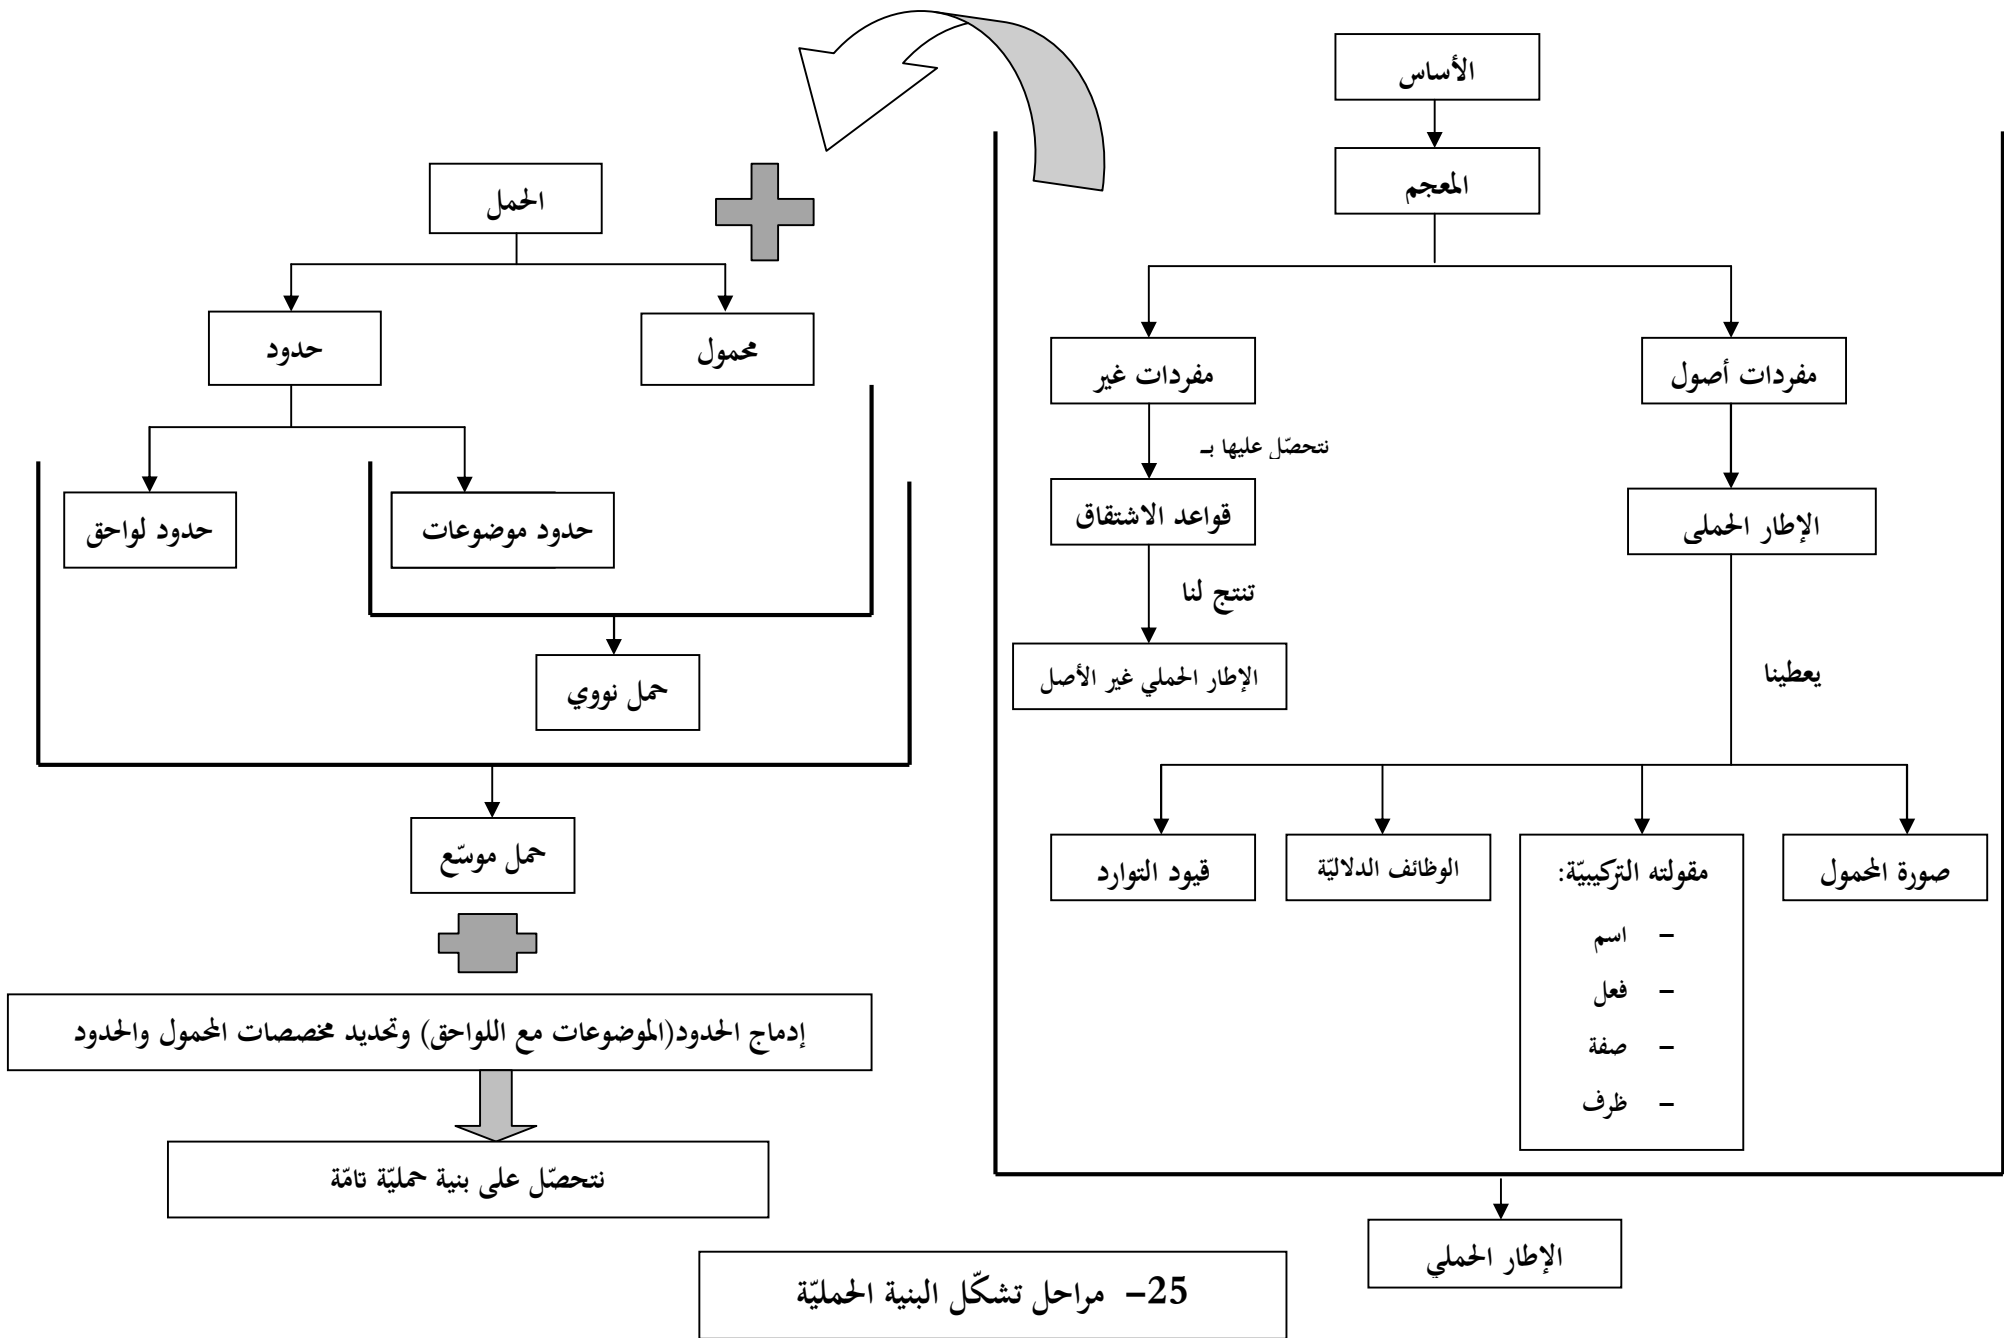 الأساس
المعجم
مفردات أصول
مفردات غير
نتحصّل عليها بـ
الإطار الحملى
قواعد الاشتقاق
تنتج لنا
الإطار الحملي غير الأصل
يعطينا
صورة المحمول
مقولته التركيبيّة:
– اسم
– فعل
– صفة
– ظرف
الوظائف الدلاليّة
قيود التوارد
الإطار الحملي
الحمل
محمول
حدود
حدود موضوعات
حدود لواحق
حمل نووي
حمل موسّع
إدماج الحدود(الموضوعات مع اللواحق) وتحديد مخصصات المحمول والحدود
نتحصّل على بنية حمليّة تامّة
25– مراحل تشكّل البنية الحمليّة